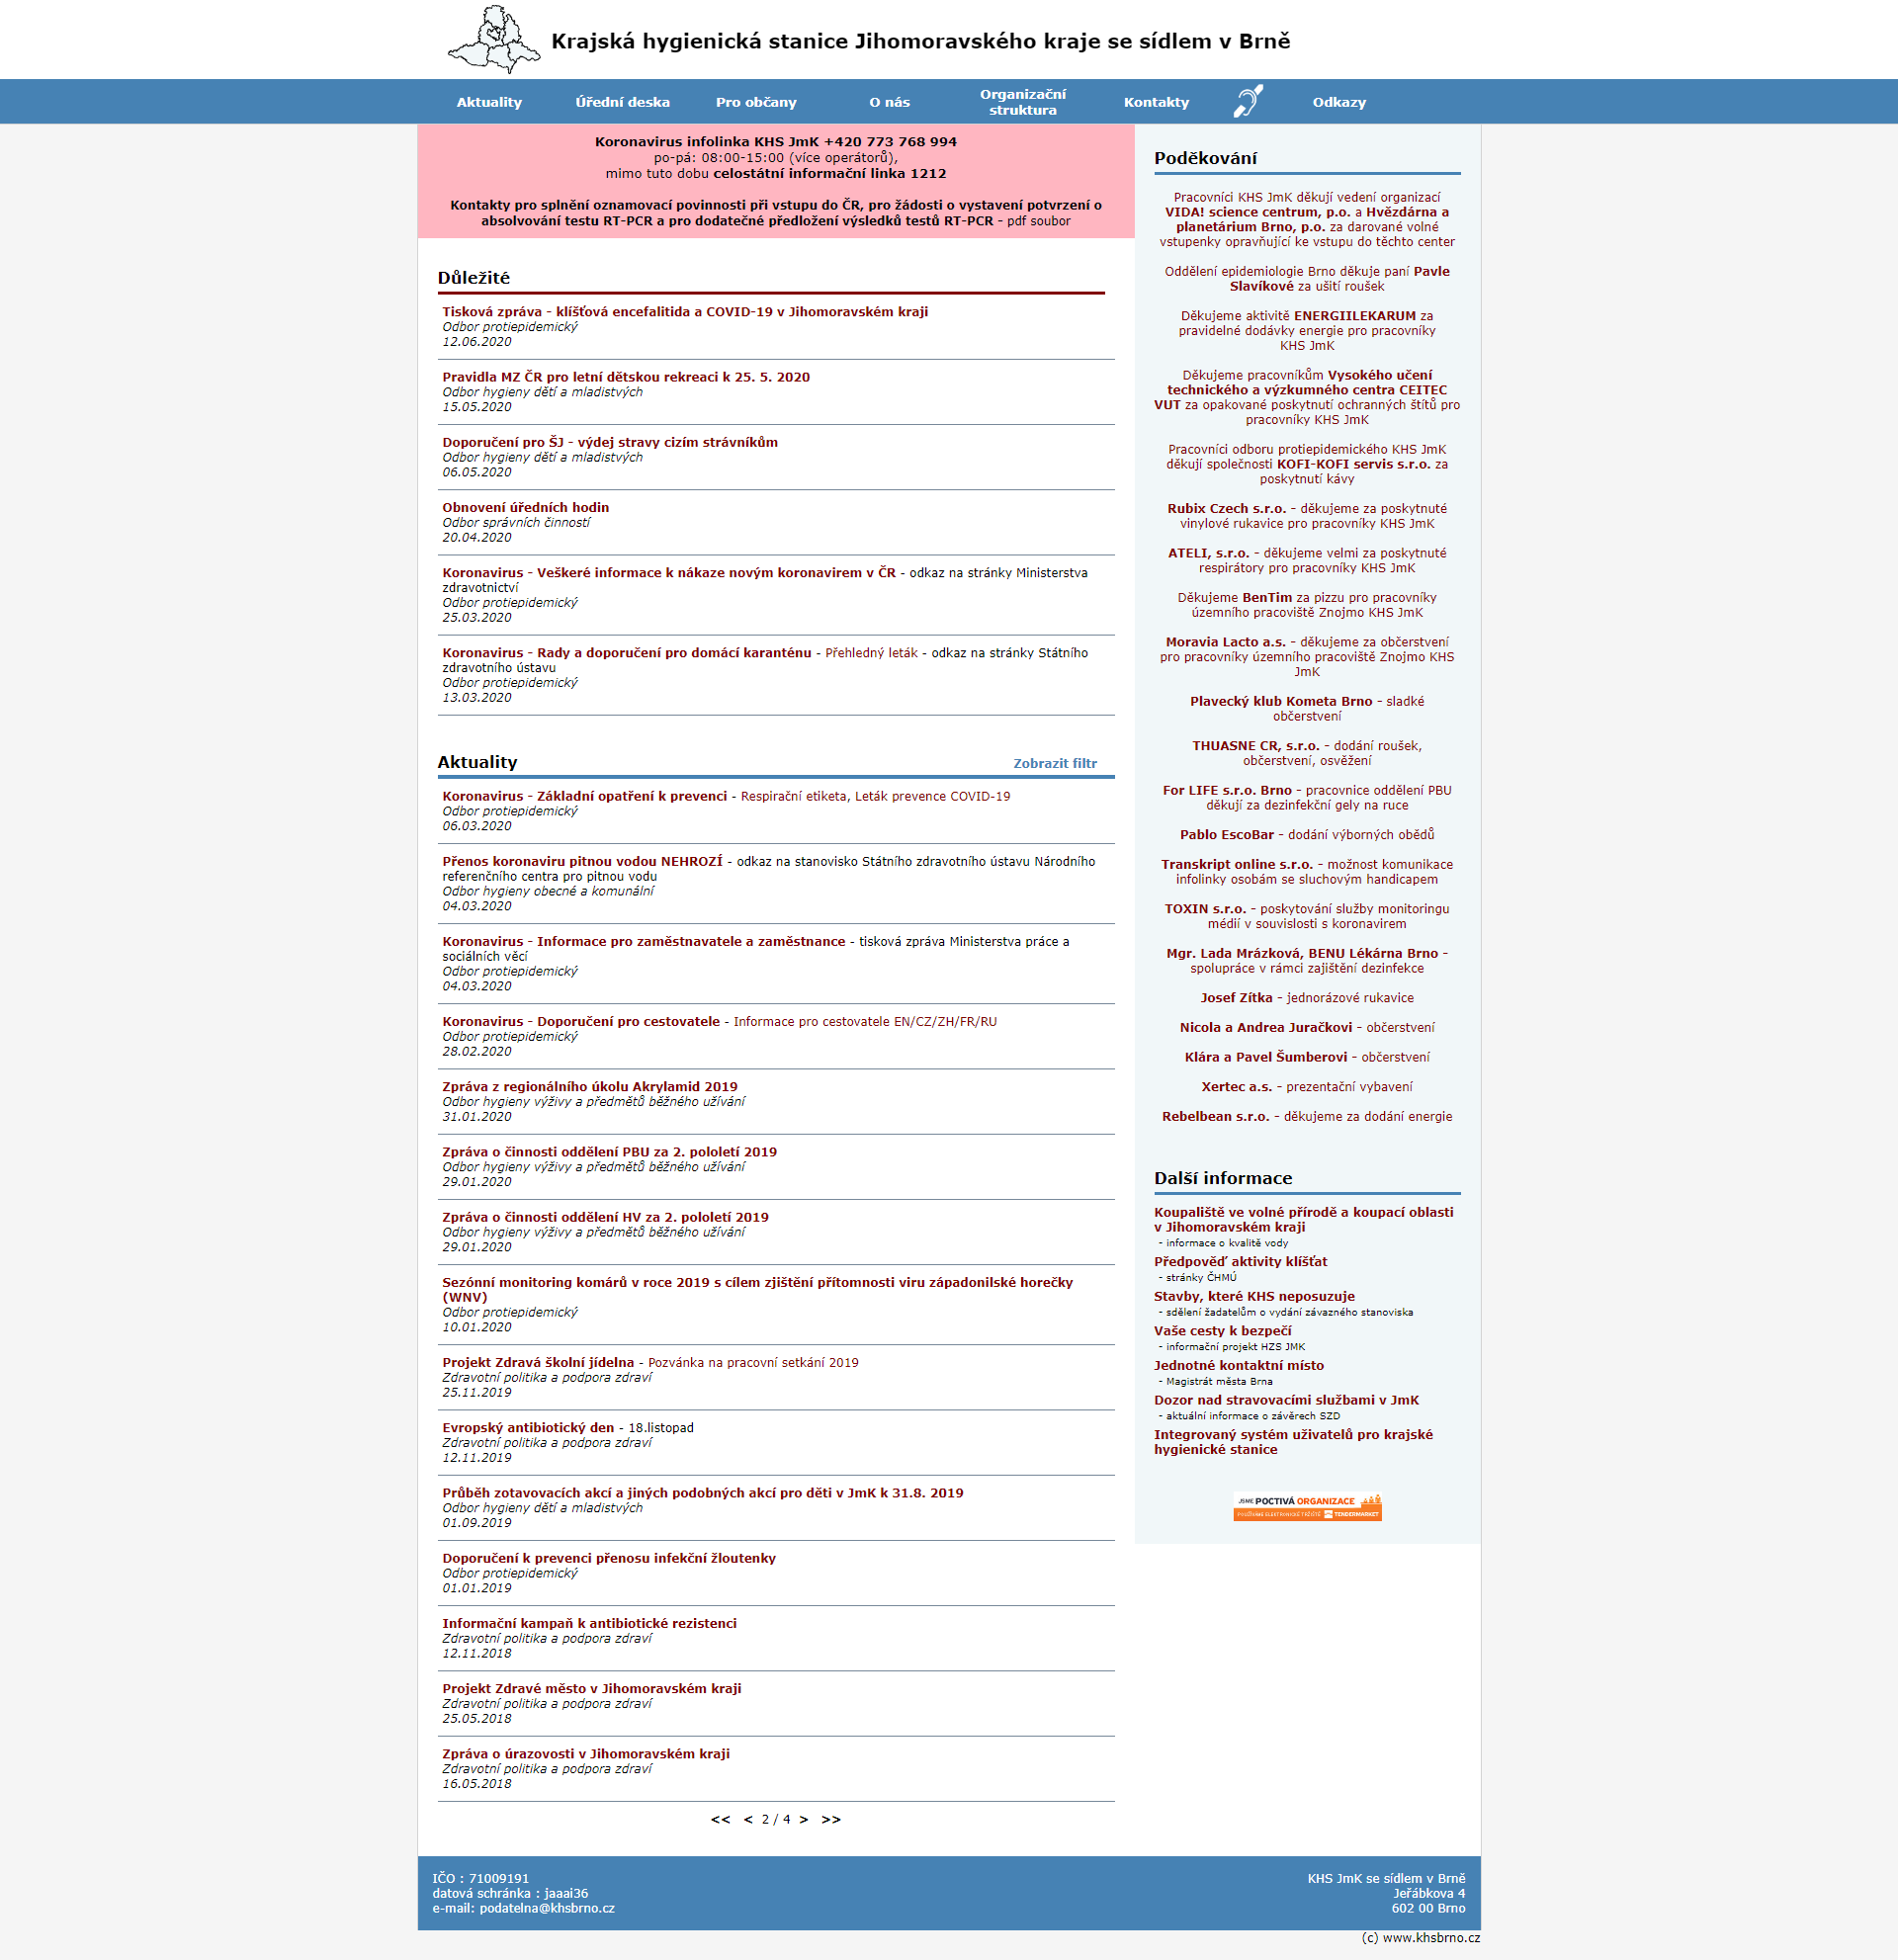 Krajská hygienická stanice Jihomoravského kraje se sídlem v Brně
Aktuality
Úřední deska
Pro občany
O nás
Organizační
struktura
Kontakty
Odkazy
Koronavirus infolinka KHS JmK +420 773 768 994
po-pá: 08:00-15:00 (více operátorů),
mimo tuto dobu celostátní informační linka 1212
Kontakty pro splnění oznamovací povinnosti při vstupu do ČR, pro žádosti o vystavení potvrzení o
absolvování testu RT-PCR a pro dodatečné předložení výsledků testů RT-PCR - pdf soubor
Důležité
Tisková zpráva - klíšťová encefalitida a COVID-19 v Jihomoravském kraji
Odbor protiepidemický
12.06.2020
Pravidla MZ ČR pro letní dětskou rekreaci k 25. 5. 2020
Odbor hygieny dětí a mladistvých
15.05.2020
Doporučení pro ŠJ - výdej stravy cizím strávníkům
Odbor hygieny dětí a mladistvých
06.05.2020
Obnovení úředních hodin
Odbor správních činností
20.04.2020
Koronavirus - Veškeré informace k nákaze novým koronavirem v ČR - odkaz na stránky Ministerstva
zdravotnictví
Odbor protiepidemický
25.03.2020
Koronavirus - Rady a doporučení pro domácí karanténu - Přehledný leták - odkaz na stránky Státního
zdravotního ústavu
Odbor protiepidemický
13.03.2020
Aktuality
Zobrazit filtr
Koronavirus - Základní opatření k prevenci - Respirační etiketa, Leták prevence COVID-19
Odbor protiepidemický
06.03.2020
Přenos koronaviru pitnou vodou NEHROZÍ - odkaz na stanovisko Státního zdravotního ústavu Národního
referenčního centra pro pitnou vodu
Odbor hygieny obecné a komunální
04.03.2020
Koronavirus - Informace pro zaměstnavatele a zaměstnance - tisková zpráva Ministerstva práce a
sociálních věcí
Odbor protiepidemický
04.03.2020
Koronavirus - Doporučení pro cestovatele - Informace pro cestovatele EN/CZ/ZH/FR/RU
Odbor protiepidemický
28.02.2020
Zpráva z regionálního úkolu Akrylamid 2019
Odbor hygieny výživy a předmětů běžného užívání
31.01.2020
Zpráva o činnosti oddělení PBU za 2. pololetí 2019
Odbor hygieny výživy a předmětů běžného užívání
29.01.2020
Zpráva o činnosti oddělení HV za 2. pololetí 2019
Odbor hygieny výživy a předmětů běžného užívání
29.01.2020
Sezónní monitoring komárů v roce 2019 s cílem zjištění přítomnosti viru západonilské horečky
(WNV)
Odbor protiepidemický
10.01.2020
Projekt Zdravá školní jídelna - Pozvánka na pracovní setkání 2019
Zdravotní politika a podpora zdraví
25.11.2019
Evropský antibiotický den - 18.listopad
Zdravotní politika a podpora zdraví
12.11.2019
Průběh zotavovacích akcí a jiných podobných akcí pro děti v JmK k 31.8. 2019
Odbor hygieny dětí a mladistvých
01.09.2019
Doporučení k prevenci přenosu infekční žloutenky
Odbor protiepidemický
01.01.2019
Informační kampaň k antibiotické rezistenci
Zdravotní politika a podpora zdraví
12.11.2018
Projekt Zdravé město v Jihomoravském kraji
Zdravotní politika a podpora zdraví
25.05.2018
Zpráva o úrazovosti v Jihomoravském kraji
Zdravotní politika a podpora zdraví
16.05.2018
<< < 2 / 4 > >>
Poděkování
Pracovníci KHS JmK děkují vedení organizací
VIDA! science centrum, p.o. a Hvězdárna a
planetárium Brno, p.o. za darované volné
vstupenky opravňující ke vstupu do těchto center
Oddělení epidemiologie Brno děkuje paní Pavle
Slavíkové za ušití roušek
Děkujeme aktivitě ENERGIILEKARUM za
pravidelné dodávky energie pro pracovníky
KHS JmK
Děkujeme pracovníkům Vysokého učení
technického a výzkumného centra CEITEC
VUT za opakované poskytnutí ochranných štítů pro
pracovníky KHS JmK
Pracovníci odboru protiepidemického KHS JmK
děkují společnosti KOFI-KOFI servis s.r.o. za
poskytnutí kávy
Rubix Czech s.r.o. - děkujeme za poskytnuté
vinylové rukavice pro pracovníky KHS JmK
ATELI, s.r.o. - děkujeme velmi za poskytnuté
respirátory pro pracovníky KHS JmK
Děkujeme BenTim za pizzu pro pracovníky
územního pracoviště Znojmo KHS JmK
Moravia Lacto a.s. - děkujeme za občerstvení
pro pracovníky územního pracoviště Znojmo KHS
JmK
Plavecký klub Kometa Brno - sladké
občerstvení
THUASNE CR, s.r.o. - dodání roušek,
občerstvení, osvěžení
For LIFE s.r.o. Brno - pracovnice oddělení PBU
děkují za dezinfekční gely na ruce
Pablo EscoBar - dodání výborných obědů
Transkript online s.r.o. - možnost komunikace
infolinky osobám se sluchovým handicapem
TOXIN s.r.o. - poskytování služby monitoringu
médií v souvislosti s koronavirem
Mgr. Lada Mrázková, BENU Lékárna Brno -
spolupráce v rámci zajištění dezinfekce
Josef Zítka - jednorázové rukavice
Nicola a Andrea Juračkovi - občerstvení
Klára a Pavel Šumberovi - občerstvení
Xertec a.s. - prezentační vybavení
Rebelbean s.r.o. - děkujeme za dodání energie
Další informace
Koupaliště ve volné přírodě a koupací oblasti
v Jihomoravském kraji
- informace o kvalitě vody
Předpověď aktivity klíšťat
- stránky ČHMÚ
Stavby, které KHS neposuzuje
- sdělení žadatelům o vydání závazného stanoviska
Vaše cesty k bezpečí
- informační projekt HZS JMK
Jednotné kontaktní místo
- Magistrát města Brna
Dozor nad stravovacími službami v JmK
- aktuální informace o závěrech SZD
Integrovaný systém uživatelů pro krajské
hygienické stanice
JSME POCTIVÁ ORGANIZACE
POUŽÍVÁME ELEKTRONICKÉ TRŽIŠTĚ TENDERMARKET
IČO : 71009191
datová schránka : jaaai36
e-mail: podatelna@khsbrno.cz
KHS JmK se sídlem v Brně
Jeřábkova 4
602 00 Brno
(c) www.khsbrno.cz